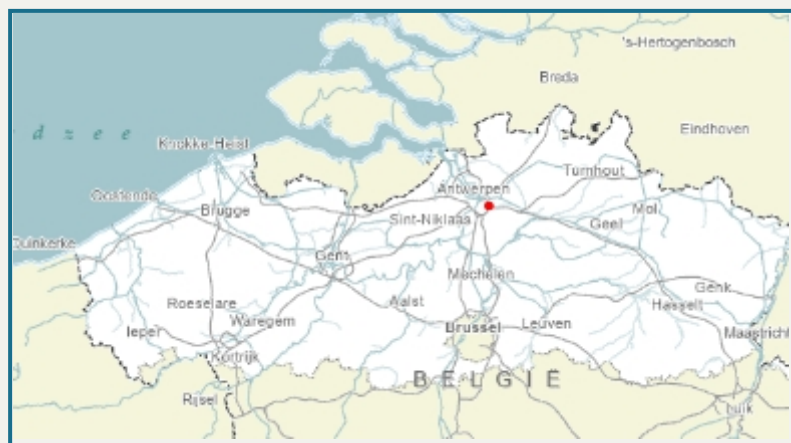 's-Hertogenbosch
Breda
Eindhoven
d z e e
Knokke-Heist
Turnhout
Antwerpen
Oostende
Mol
Brugge
Sint-Niklaas
Geel
Duinkerke
Gent
Mechelen
Genk
Roeselare
Aalst
Hasselt
Waregem
Brussel
Leuven
Ieper
Maastricht
Kortrijk
BELGIË
Rijsel
Luik